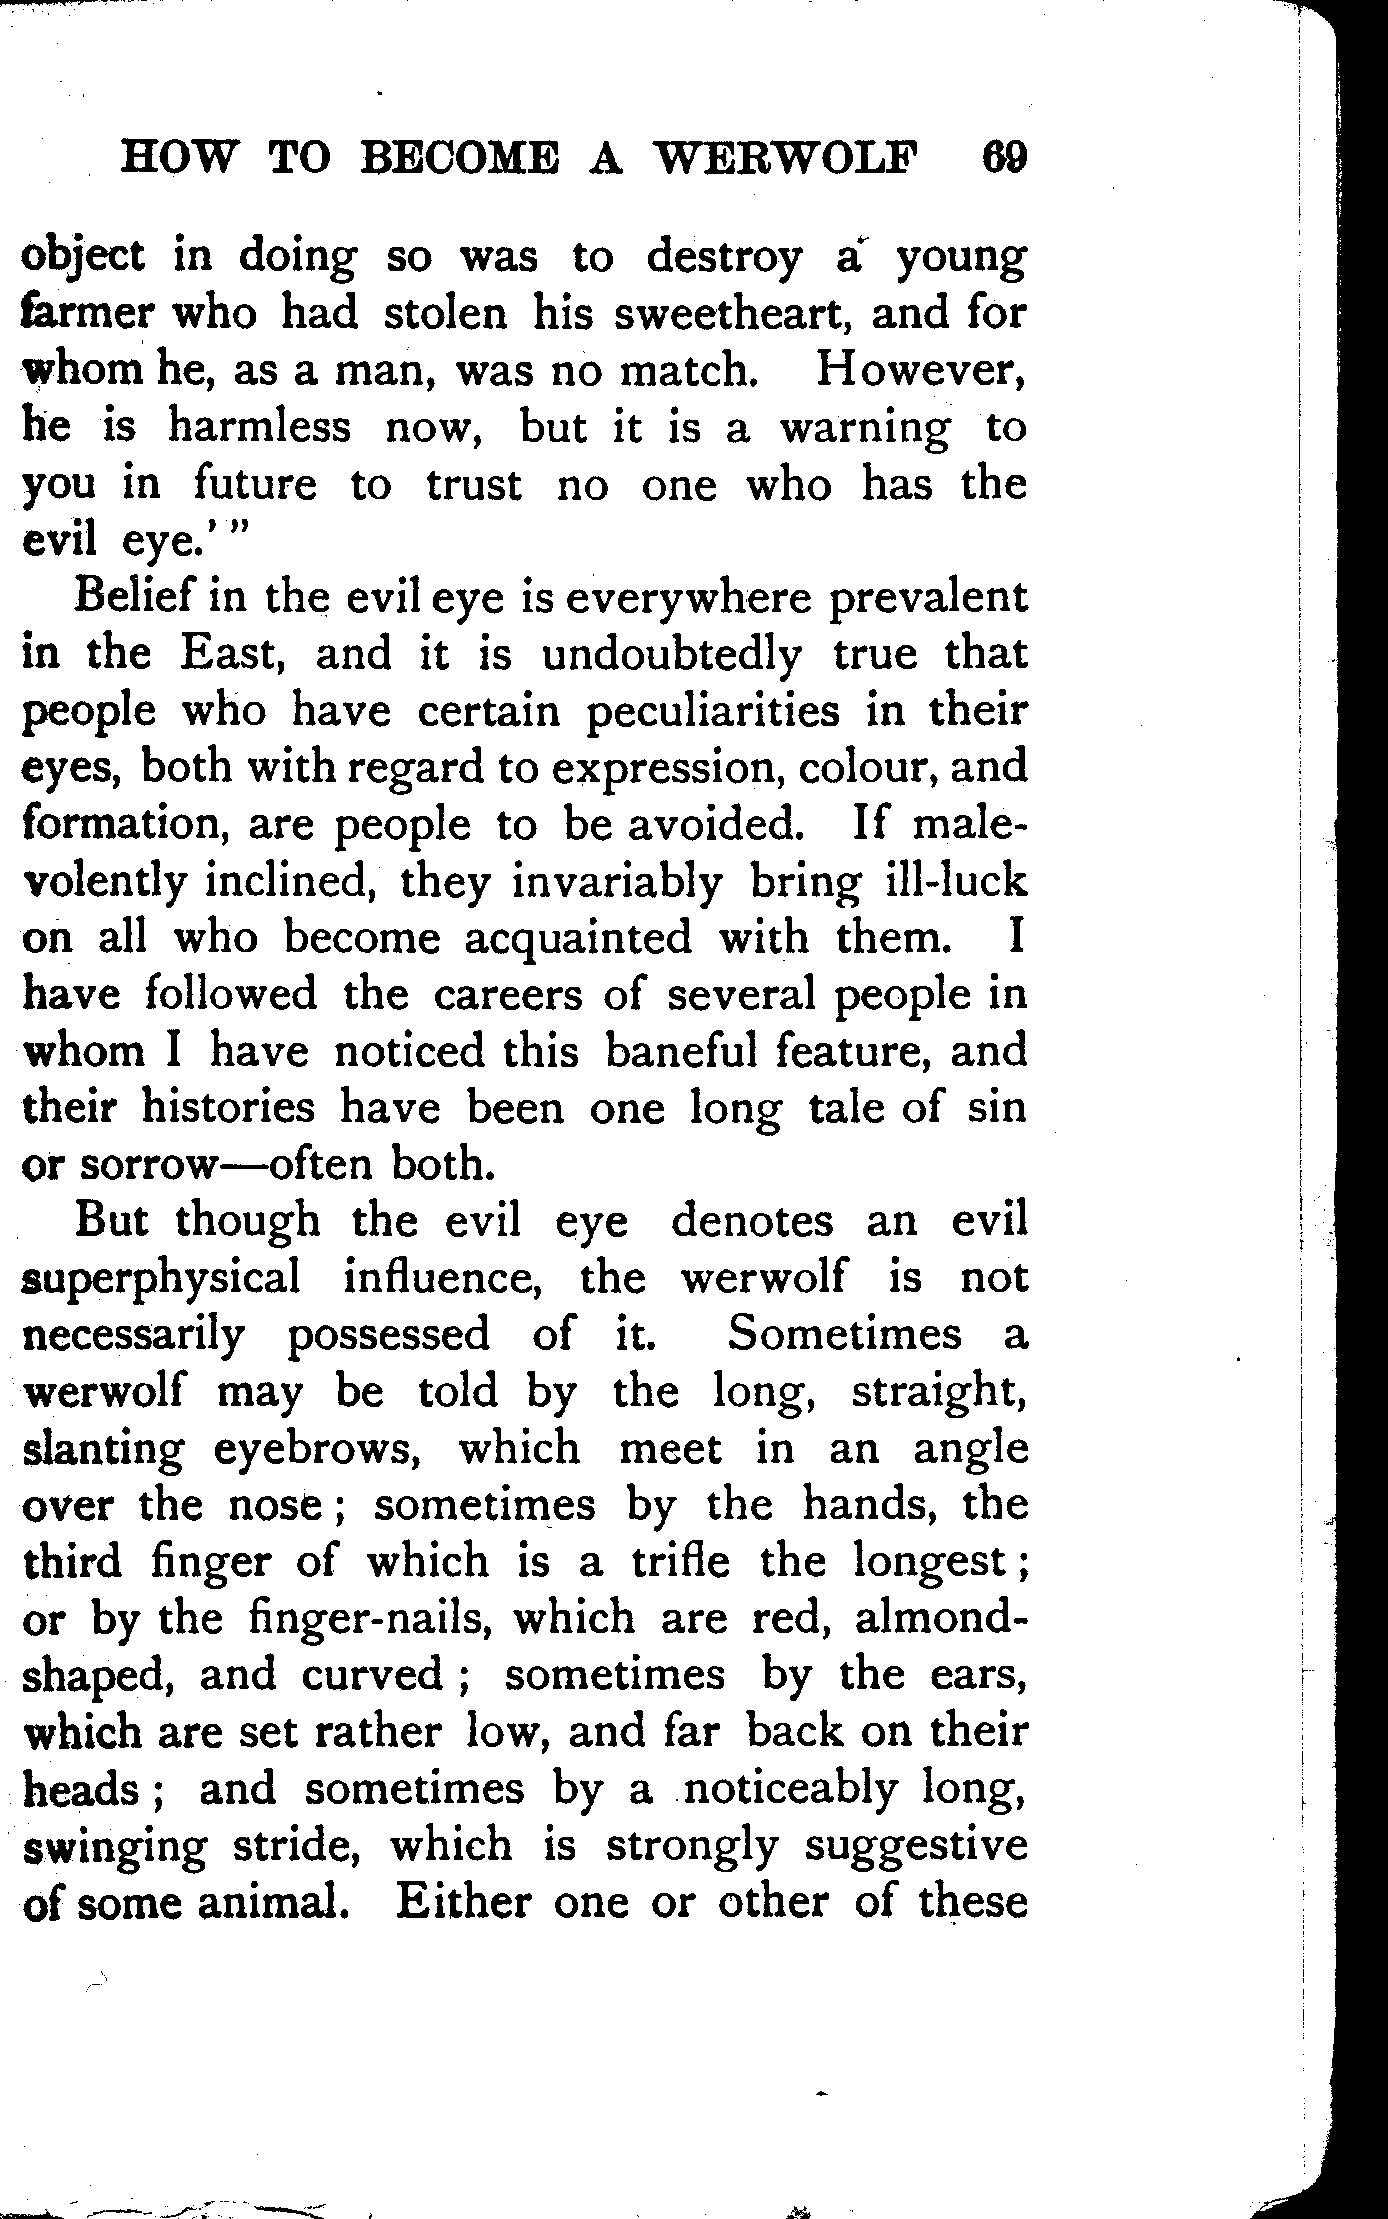 HOW TO BECOME A WERWOLF 69
object in doing so was to destroy a young
farmer who had stolen his sweetheart, and for
whom he, as a man, was no match. However,
he is harmless now, but it is a warning to
you in future to trust no one who has the
evil eye.' "
Belief in the evil eye is everywhere prevalent
in the East, and it is undoubtedly true that
people who have certain peculiarities in their
eyes, both with regard to expression, colour, and
formation, are people to be avoided. If male-
volently inclined, they invariably bring ill-luck
on all who become acquainted with them. I
have followed the careers of several people in
whom I have noticed this baneful feature, and
their histories have been one long tale of sin
or sorrow—often both.
But though the evil eye denotes an evil
superphysical influence, the werwolf is not
necessarily possessed of it. Sometimes a
werwolf may be told by the long, straight,
slanting eyebrows, which meet in an angle
over the nose ; sometimes by the hands, the
third finger of which is a trifle the longest ;
or by the finger-nails, which are red, almond-
shaped, and curved ; sometimes by the ears,
which are set rather low, and far back on their
heads ; and sometimes by a noticeably long,
swinging stride, which is strongly suggestive
of some animal. Either one or other of these